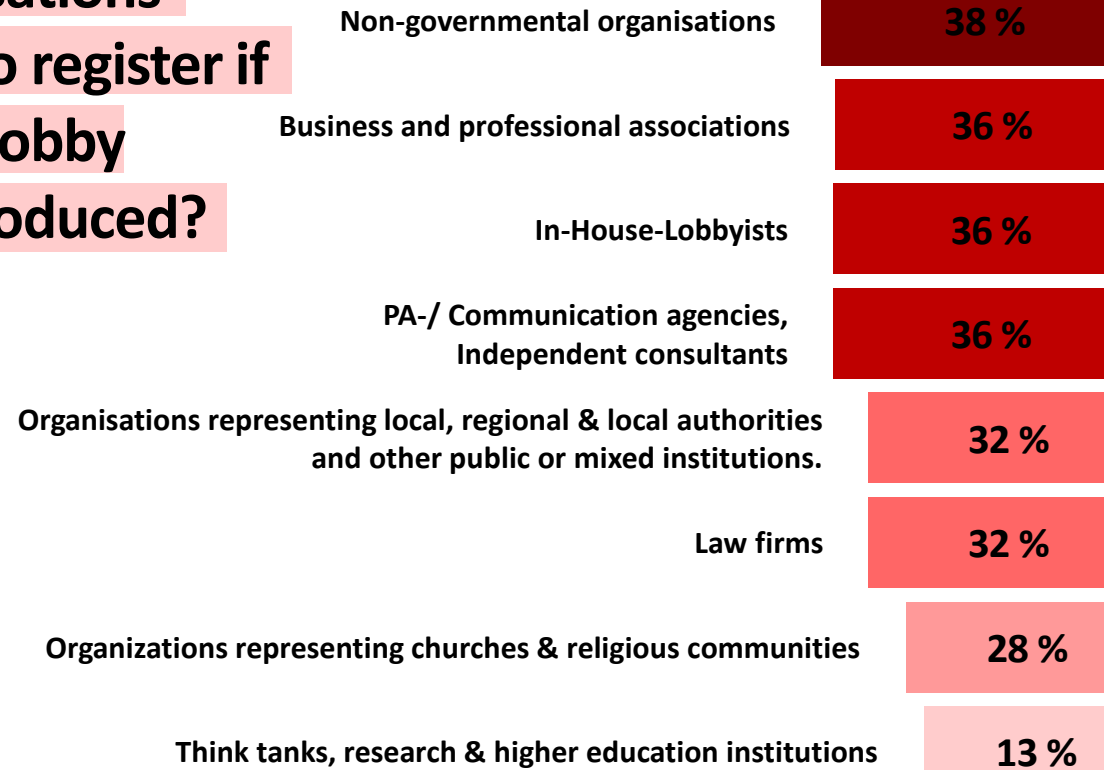 register if
Non-governmental organisations 38 %
Business and professional associations 36 %
In-House-Lobbyists 36 %
PA-/ Communication agencies,
Independent consultants 36 %
Organisations representing local, regional & local authorities
and other public or mixed institutions. 32 %
Law firms 32 %
Organizations representing churches & religious communities 28 %
Think tanks, research & higher education institutions 13 %